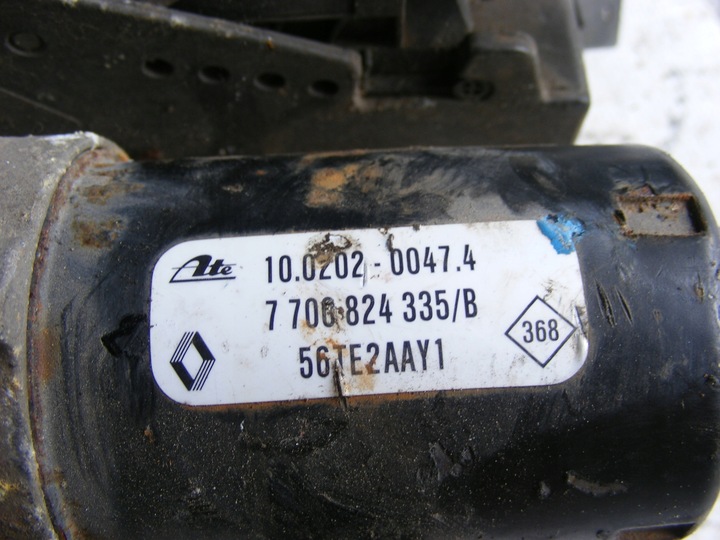 Ate 10.0202-0047.4
7 700 824 335/B
56TE2AAY1
368